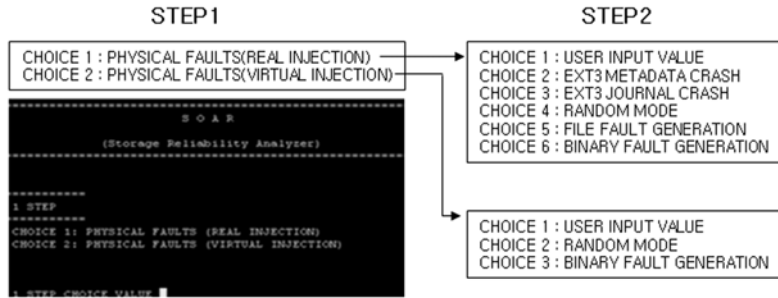 STEP1
CHOICE 1 : PHYSICAL FAULTS(REAL INJECTION)
CHOICE 2 : PHYSICAL FAULTS(VIRTUAL INJECTION)
S O A R
(Storage Reliability Analyzer)
1 STEP
CHOICE 1: PHYSICAL FAULTS (REAL INJECTION)
CHOICE 2: PHYSICAL FAULTS (VIRTUAL INJECTION)
1 STEP CHOICE VALUE
STEP2
CHOICE 1 : USER INPUT VALUE
CHOICE 2 : EXT3 METADATA CRASH
CHOICE 3 : EXT3 JOURNAL CRASH
CHOICE 4 : RANDOM MODE
CHOICE 5 : FILE FAULT GENERATION
CHOICE 6 : BINARY FAULT GENERATION
CHOICE 1 : USER INPUT VALUE
CHOICE 2 : RANDOM MODE
CHOICE 3 : BINARY FAULT GENERATION